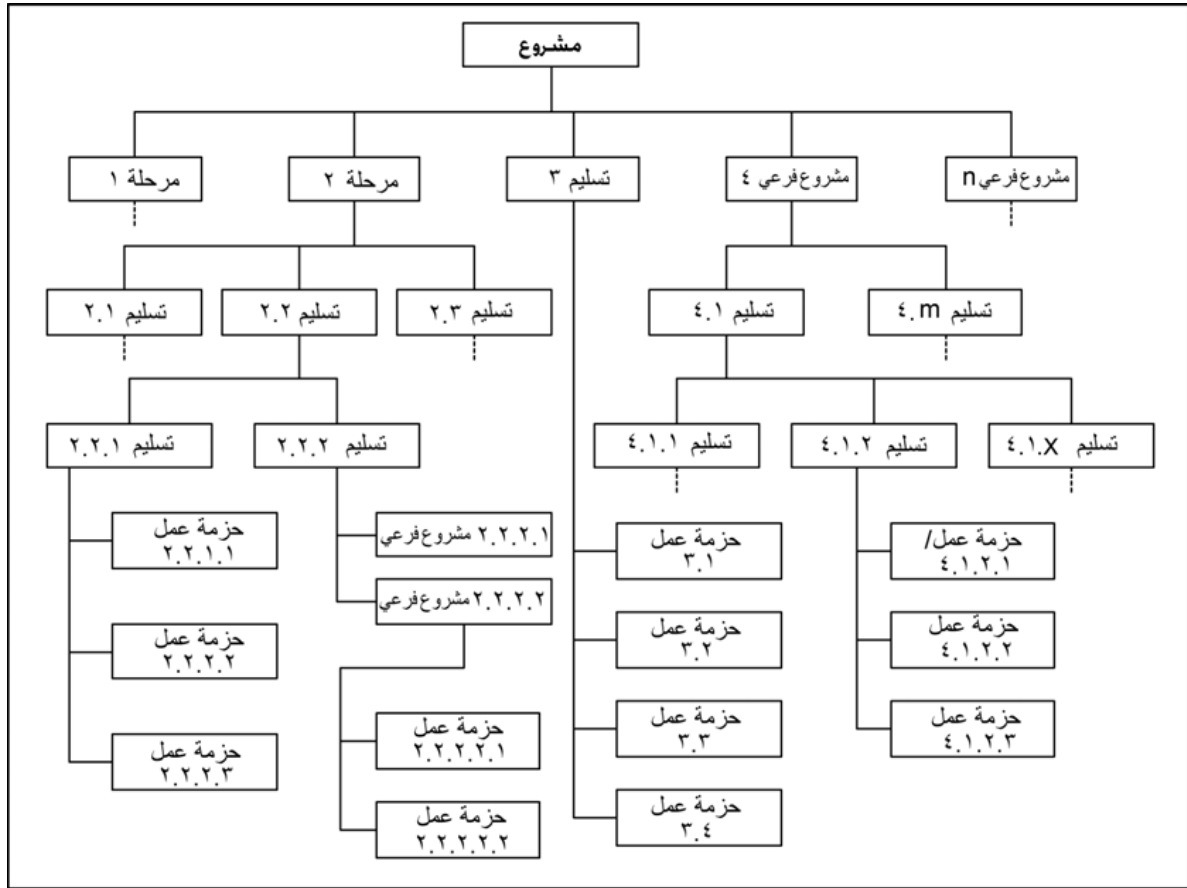 مشروع
مرحلة ١
مرحلة ٢
تسليم ٣
مشروع فرعي ٤
مشروع فرعي n
تسليم ٢.١
تسليم ٢.٢
تسليم ٢.٣
تسليم ٤.١
تسليم ٤.m
تسليم ٢.٢.١
تسليم ٢.٢.٢
تسليم ٤.١.١
تسليم ٤.١.٢
تسليم ٤.١.X
حزمة عمل
٢.٢.١.١
حزمة عمل
٢.٢.٢.٢
حزمة عمل
٢.٢.٢.٣
٢.٢.٢.١ مشروع فرعي
٢.٢.٢.٢ مشروع فرعي
حزمة عمل
٢.٢.٢.٢.١
حزمة عمل
٢.٢.٢.٢.٢
حزمة عمل
٣.١
حزمة عمل
٣.٢
حزمة عمل
٣.٣
حزمة عمل
٣.٤
حزمة عمل/
٤.١.٢.١
حزمة عمل
٤.١.٢.٢
حزمة عمل
٤.١.٢.٣